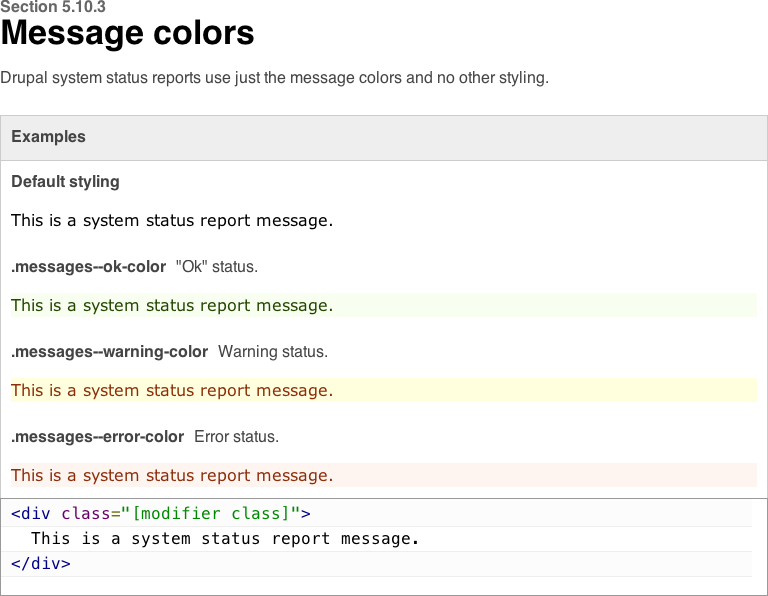 Section 5.10.3
Message colors
Drupal system status reports use just the message colors and no other styling.
Examples
Default styling
This is a system status report message.
.messages--ok-color "Ok" status.
This is a system status report message.
.messages--warning-color Warning status.
This is a system status report message.
.messages--error-color Error status.
This is a system status report message.
<div class="[modifier class]">
  This is a system status report message.
</div>